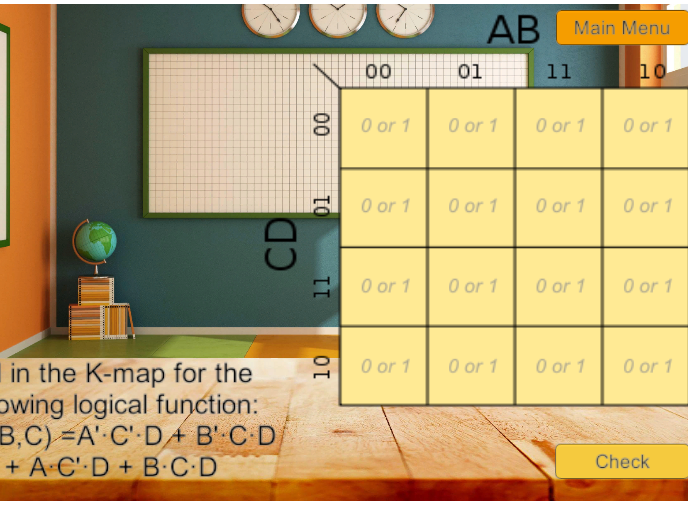 AB
Main Menu
00 01 11 10
00
0 or 1 0 or 1 0 or 1 0 or 1
01
0 or 1 0 or 1 0 or 1 0 or 1
CD
11
0 or 1 0 or 1 0 or 1 0 or 1
10
0 or 1 0 or 1 0 or 1 0 or 1
in the K-map for the
owing logical function:
B,C) =A'·C'·D + B'·C·D
+ A·C'·D + B·C·D
Check